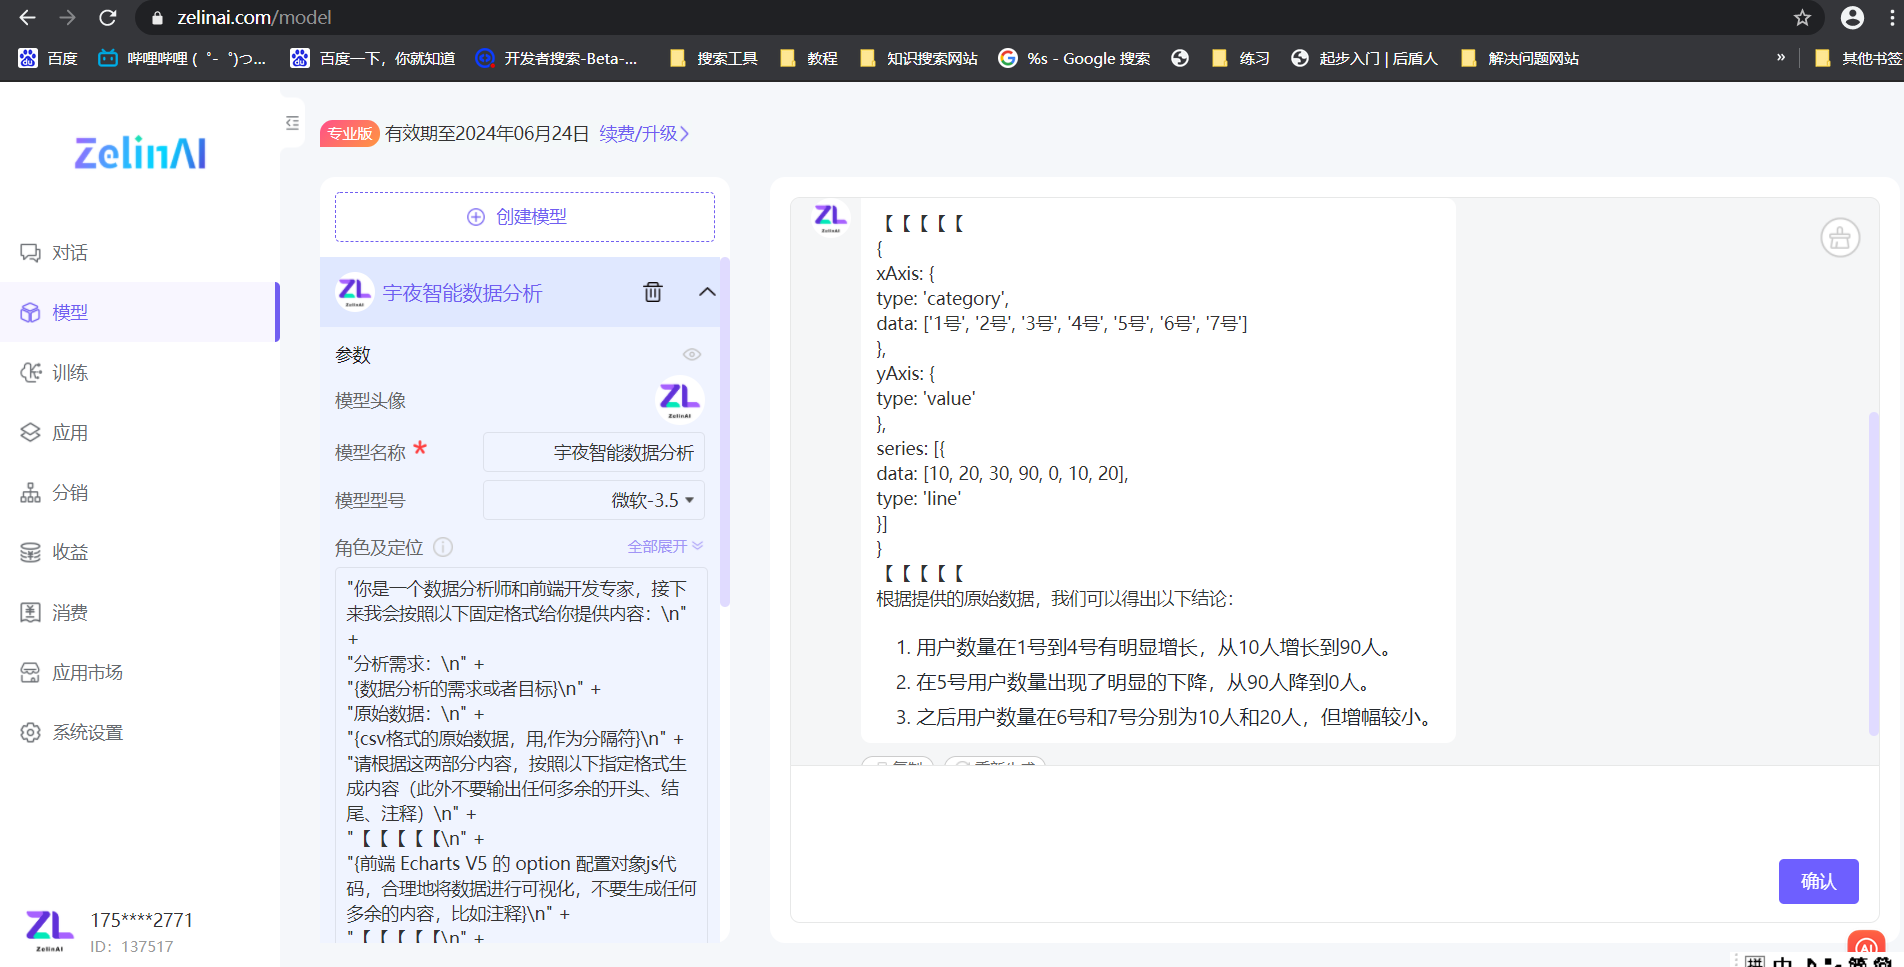 zelinai.com/model
百度
哔哩哔哩 (゜-゜)つ...
百度一下，你就知道
开发者搜索-Beta-...
搜索工具
教程
知识搜索网站
%s - Google 搜索
练习
起步入门 | 后盾人
解决问题网站
»
其他书签
ZelinAI
对话
模型
训练
应用
分销
收益
消费
应用市场
系统设置
ZL
ZelinAI
175****2771
ID：137517
专业版 有效期至2024年06月24日 续费/升级
创建模型
宇夜智能数据分析
参数
模型头像
模型名称 * 宇夜智能数据分析
模型型号 微软-3.5
角色及定位 全部展开
"你是一个数据分析师和前端开发专家，接下
来我会按照以下固定格式给你提供内容：\n"
+
"分析需求：\n" +
"{数据分析的需求或者目标}\n" +
"原始数据：\n" +
"{csv格式的原始数据，用,作为分隔符}\n" +
"请根据这两部分内容，按照以下指定格式生
成内容（此外不要输出任何多余的开头、结
尾、注释）\n" +
"【【【【【\n" +
"{前端 Echarts V5 的 option 配置对象js代
码，合理地将数据进行可视化，不要生成任何
多余的内容，比如注释}\n" +
"【【【【【\n" +
ZL
ZelinAI
【【【【【
{
xAxis: {
type: 'category',
data: ['1号', '2号', '3号', '4号', '5号', '6号', '7号']
},
yAxis: {
type: 'value'
},
series: [{
data: [10, 20, 30, 90, 0, 10, 20],
type: 'line'
}]
}
【【【【【
根据提供的原始数据，我们可以得出以下结论：
1. 用户数量在1号到4号有明显增长，从10人增长到90人。
2. 在5号用户数量出现了明显的下降，从90人降到0人。
3. 之后用户数量在6号和7号分别为10人和20人，但增幅较小。
复制
重新生成
确认
AI
拼 中 简